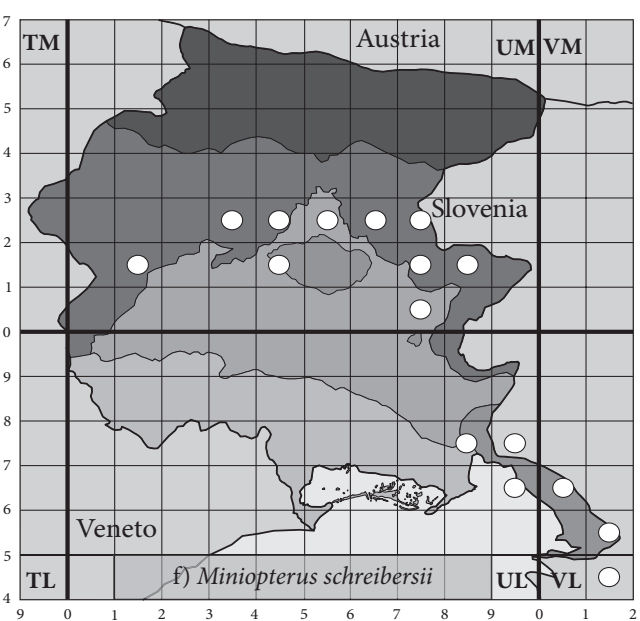 7
TM Austria UM VM
6
5
4
3
Slovenia
2
1
0
9
8
7
6
Veneto
5
TL f) Miniopterus schreibersii UL VL
4
9 0 1 2 3 4 5 6 7 8 9 0 1 2